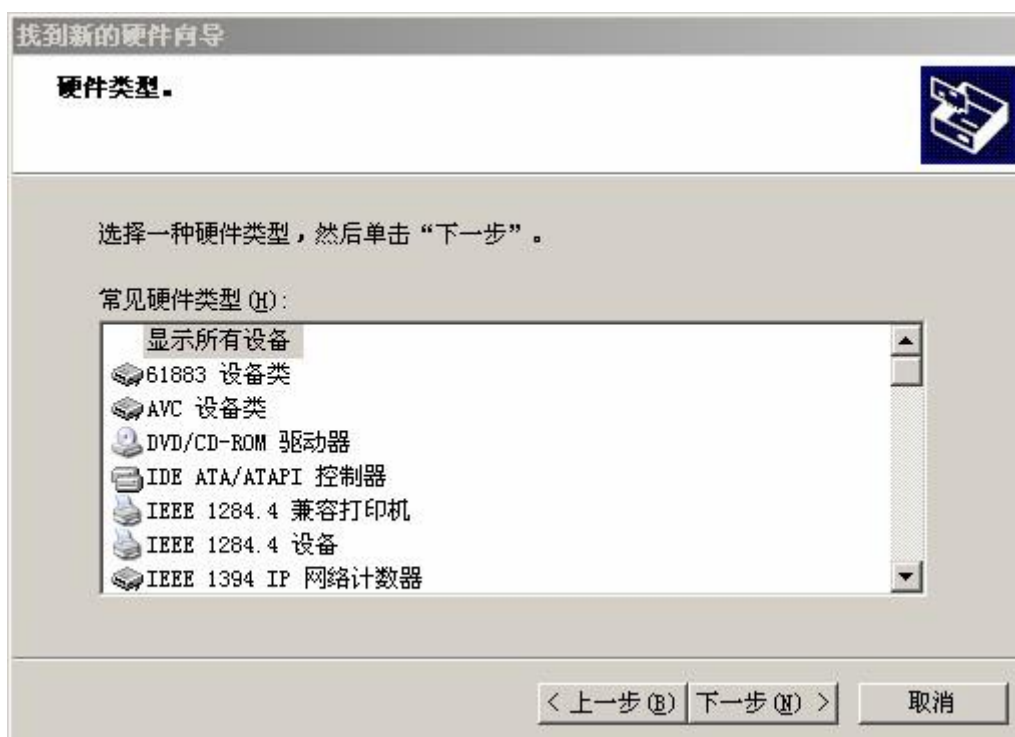 找到新的硬件向导
硬件类型。
选择一种硬件类型，然后单击“下一步”。
常见硬件类型(H):
显示所有设备
61883 设备类
AVC 设备类
DVD/CD-ROM 驱动器
IDE ATA/ATAPI 控制器
IEEE 1284.4 兼容打印机
IEEE 1284.4 设备
IEEE 1394 IP 网络计数器
< 上一步(B) 下一步(N) > 取消